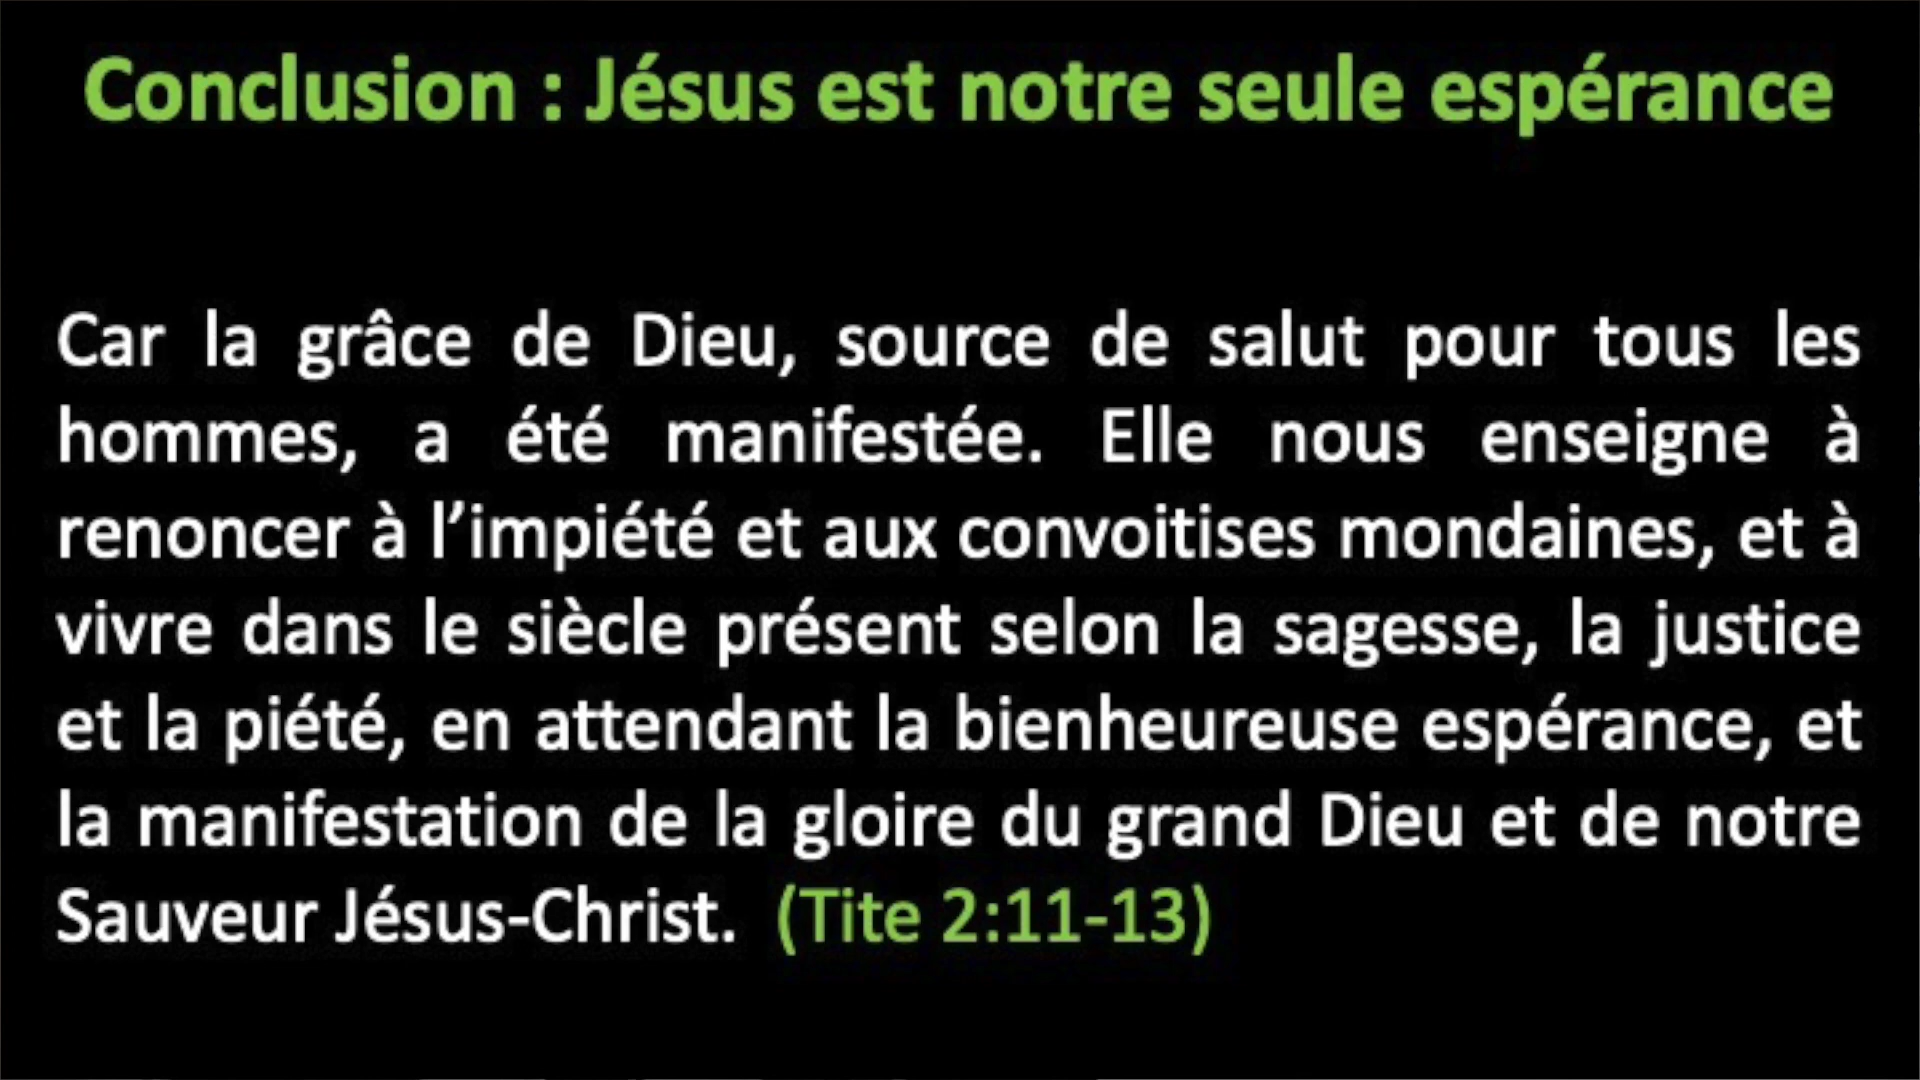 Conclusion : Jésus est notre seule espérance
Car la grâce de Dieu, source de salut pour tous les
hommes, a été manifestée. Elle nous enseigne à
renoncer à l’impiété et aux convoitises mondaines, et à
vivre dans le siècle présent selon la sagesse, la justice
et la piété, en attendant la bienheureuse espérance, et
la manifestation de la gloire du grand Dieu et de notre
Sauveur Jésus-Christ. (Tite 2:11-13)